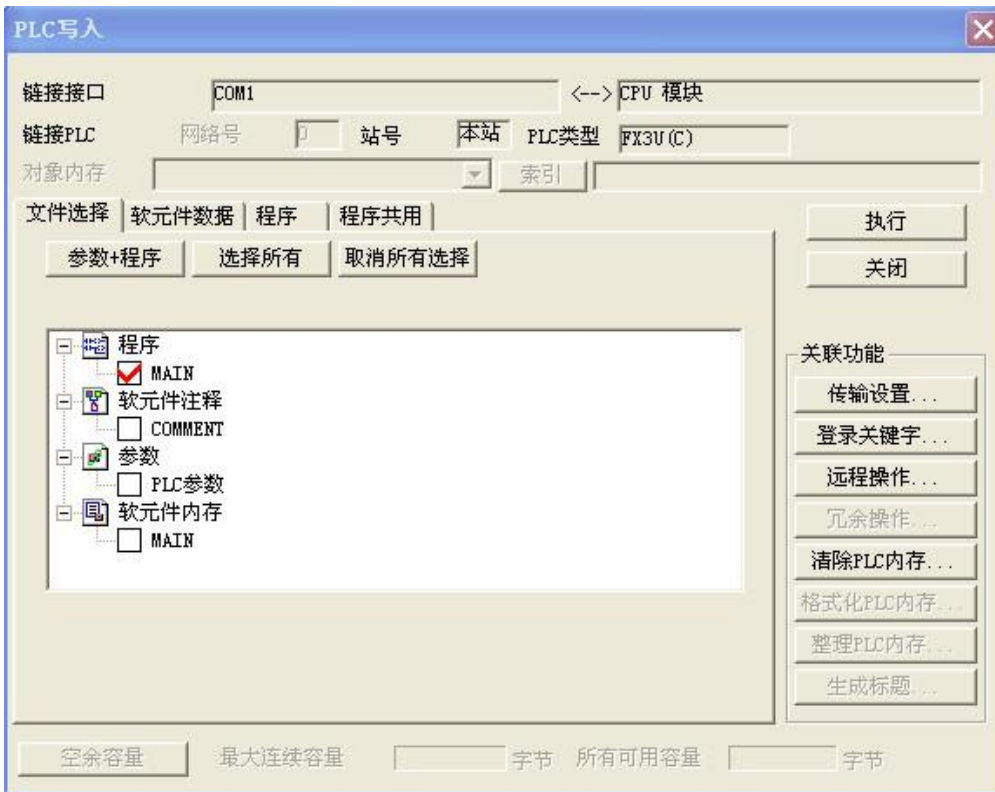 PLC写入
链接接口 COM1 <--> CPU 模块
链接PLC 网络号 0 站号 本站 PLC类型 FX3U(C)
对象内存 索引
文件选择 软元件数据 程序 程序共用
执行
参数+程序 选择所有 取消所有选择
关闭
程序
MAIN
软元件注释
COMMENT
参数
PLC参数
软元件内存
MAIN
关联功能
传输设置...
登录关键字...
远程操作...
冗余操作...
清除PLC内存...
格式化PLC内存...
整理PLC内存...
生成标题...
空余容量 最大连续容量 字节 所有可用容量 字节